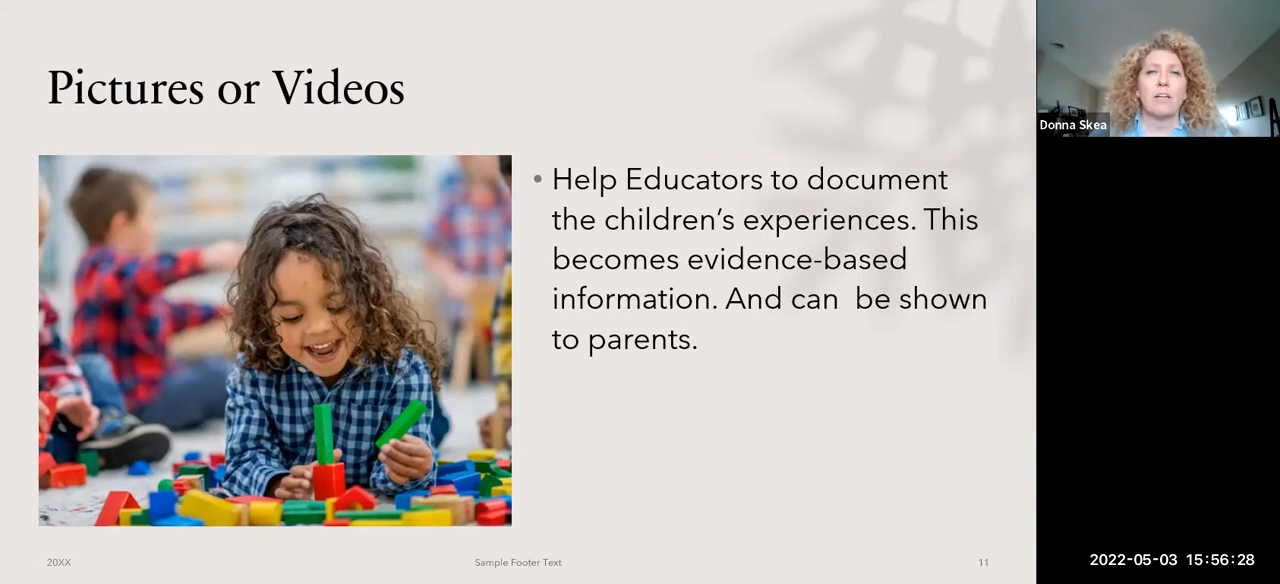 Pictures or Videos
• Help Educators to document
the children’s experiences. This
becomes evidence-based
information. And can  be shown
to parents.
20XX
Sample Footer Text
11
Donna Skea
2022-05-03 15:56:28